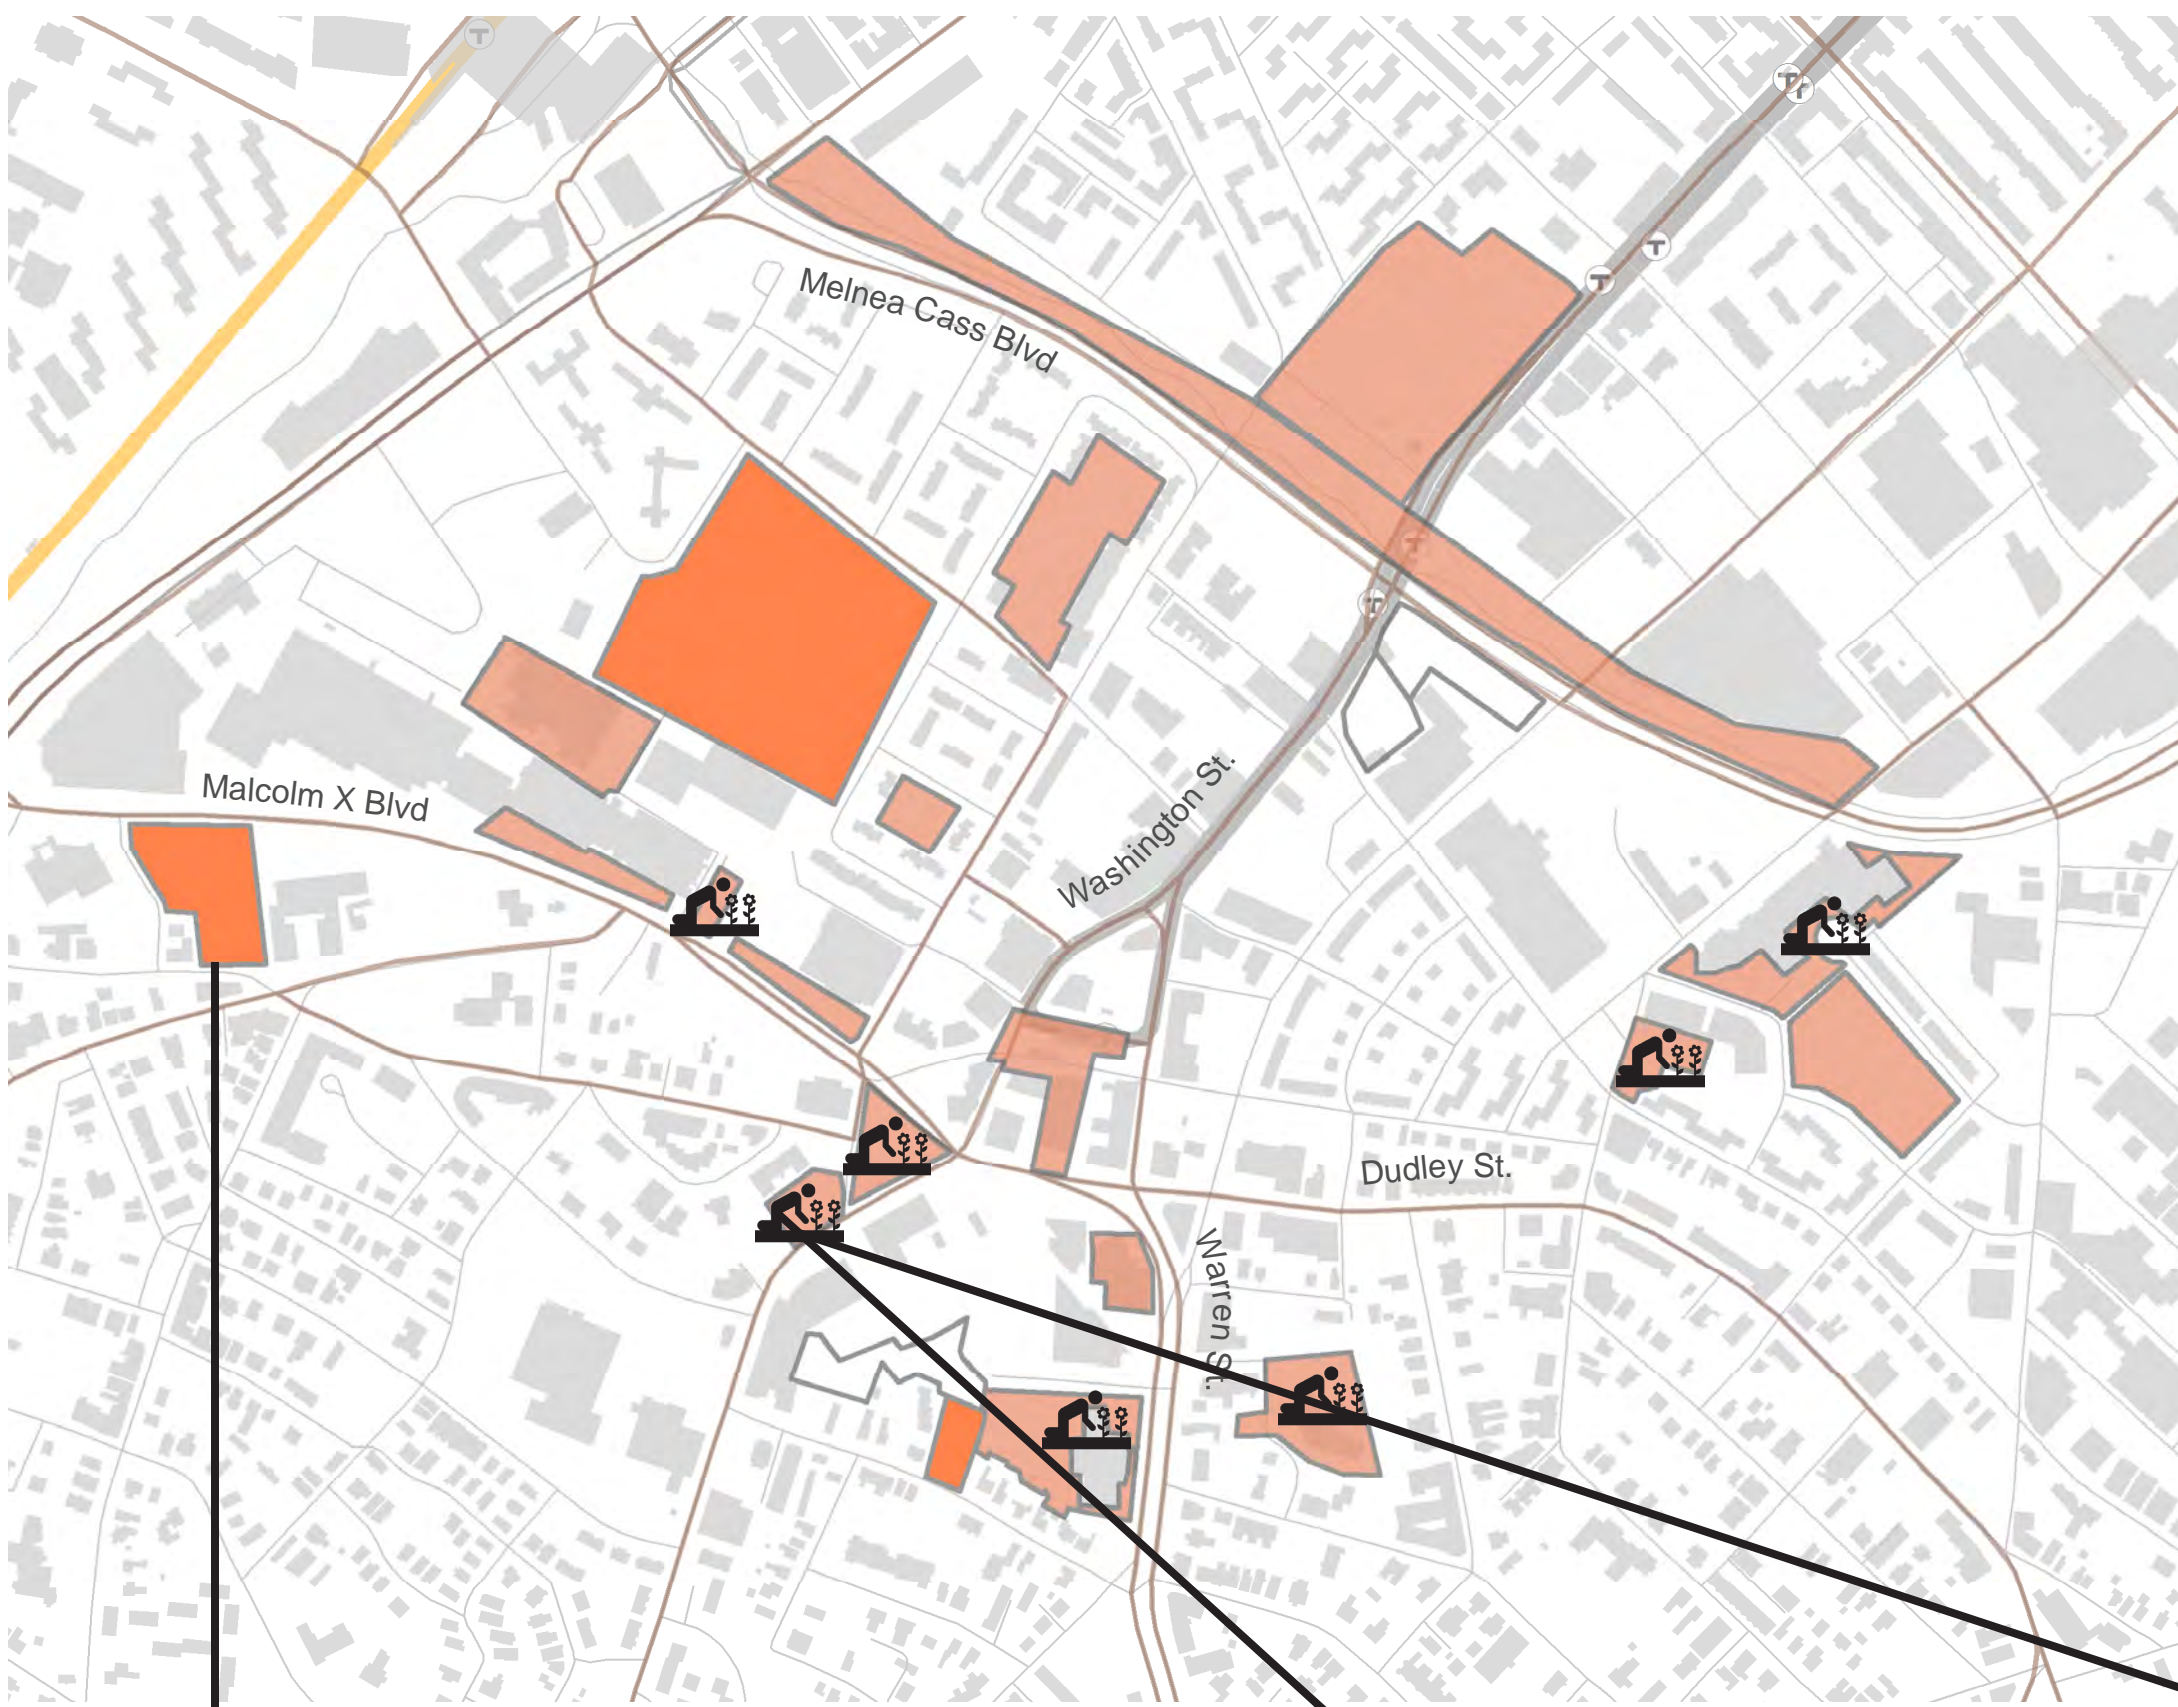 T
T
T
T
T
Melnea Cass Blvd
T
T
Washington St.
Malcolm X Blvd
Dudley St.
Warren St.